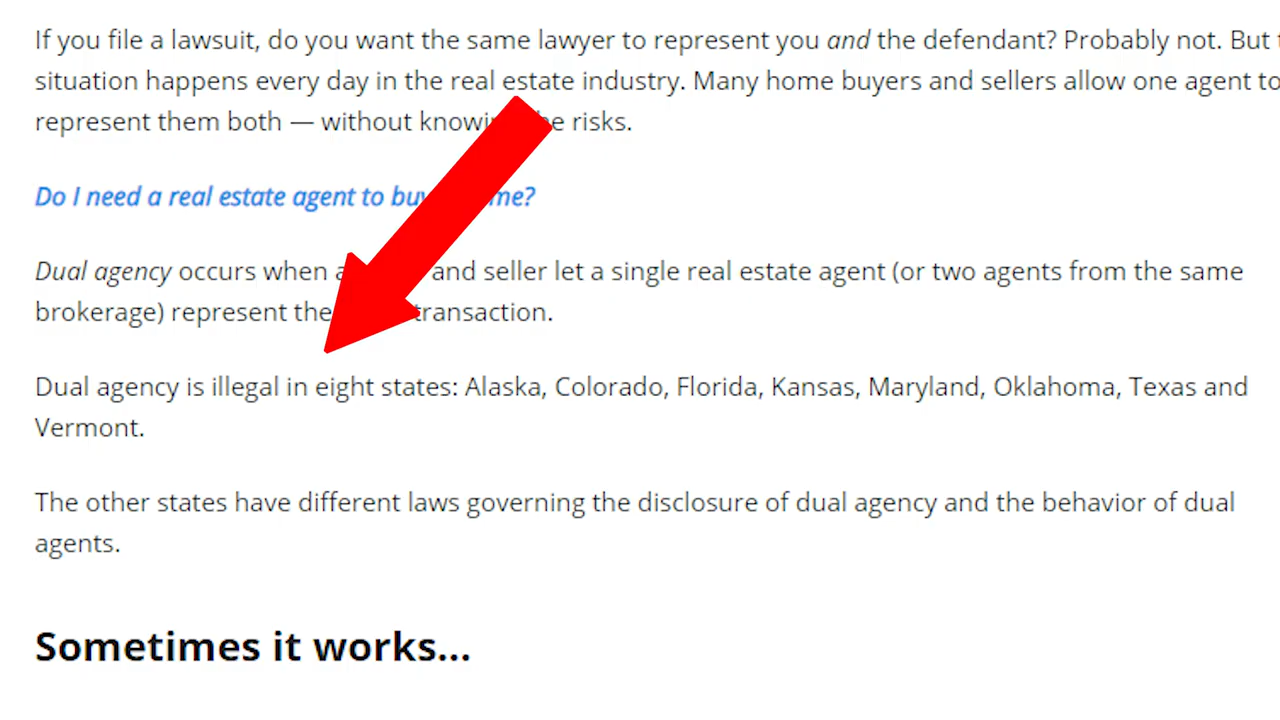 If you file a lawsuit, do you want the same lawyer to represent you and the defendant? Probably not. But
situation happens every day in the real estate industry. Many home buyers and sellers allow one agent to
represent them both — without knowing the risks.
Do I need a real estate agent to buy me?
Dual agency occurs when a and seller let a single real estate agent (or two agents from the same
brokerage) represent the transaction.
Dual agency is illegal in eight states: Alaska, Colorado, Florida, Kansas, Maryland, Oklahoma, Texas and
Vermont.
The other states have different laws governing the disclosure of dual agency and the behavior of dual
agents.
Sometimes it works...